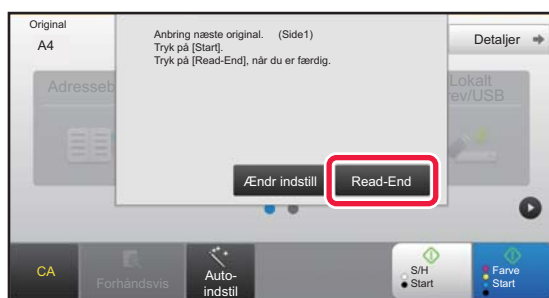 Original
A4
Anbring næste original. (Side1)
Tryk på [Start].
Tryk på [Read-End], når du er færdig.
Detaljer
Adresseb
Lokalt
rev/USB
Ændr indstill
Read-End
CA
Forhåndsvis
Auto-
indstil
S/H
Start
Farve
Start